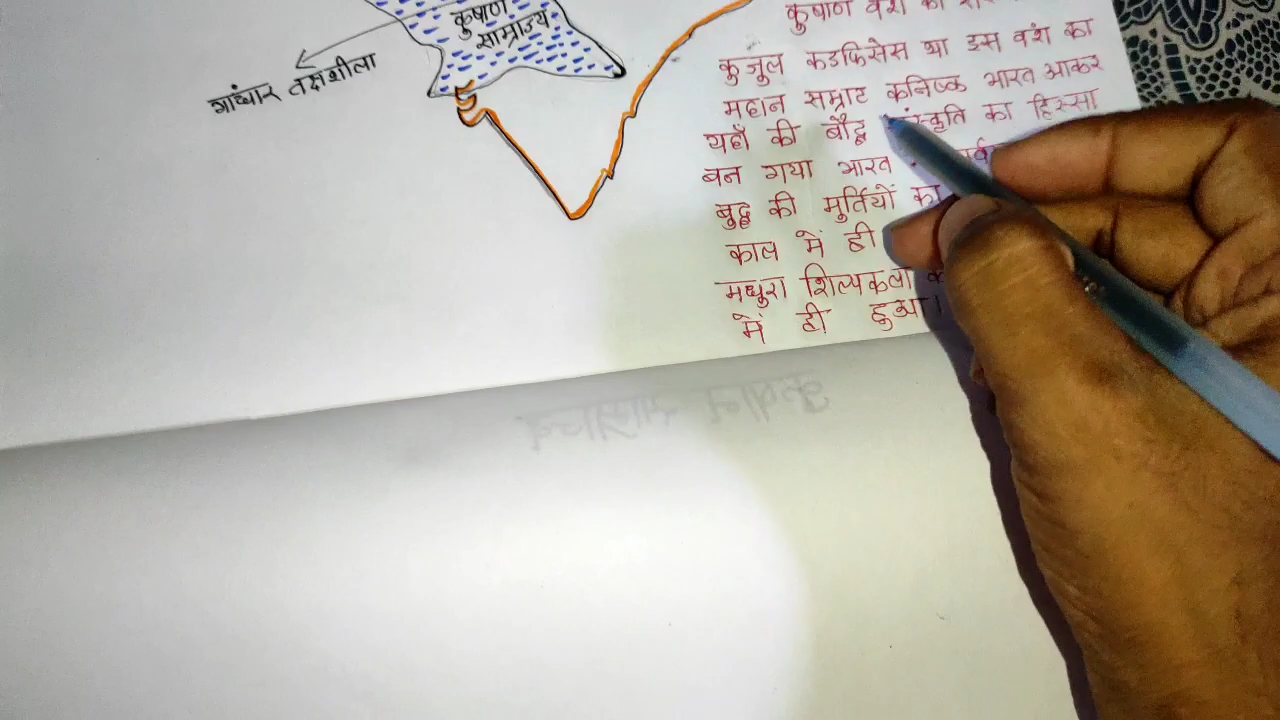 कुषाण
साम्राज्य
गांधार तक्षशीला
कुषाण वंश का
कुजुल कडफिसेस था इस वंश का
महान सम्राट कनिष्क भारत आकर
यहाँ की बौद्ध संस्कृति का हिस्सा
बन गया भारत
बुद्ध की मुर्तियों का
काल में ही
मथुरा शिल्पकला
में ही हुआ।